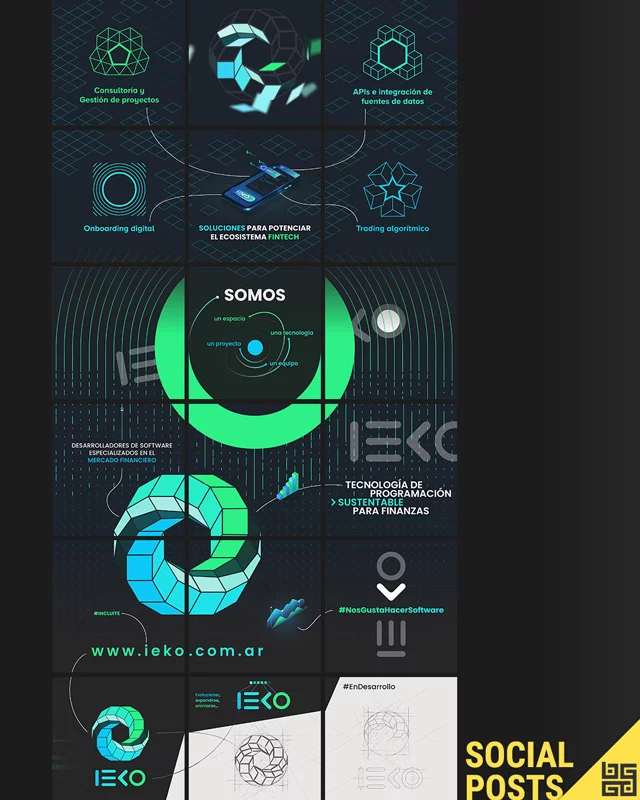 Consultoría y
Gestión de proyectos
APIs e integración de
fuentes de datos
Onboarding digital
SOLUCIONES PARA POTENCIAR
EL ECOSISTEMA FINTECH
Trading algorítmico
SOMOS
un espacio
una tecnología
un proyecto
un equipo
IEKO
DESARROLLADORES DE SOFTWARE
ESPECIALIZADOS EN EL
MERCADO FINANCIERO
TECNOLOGÍA DE
PROGRAMACIÓN
SUSTENTABLE
PARA FINANZAS
#INCLUITE
#NosGustaHacerSoftware
www.ieko.com.ar
Evolucionar,
expandirse,
animarse...
IEKO
#EnDesarrollo
IEKO
IEKO
SOCIAL
POSTS